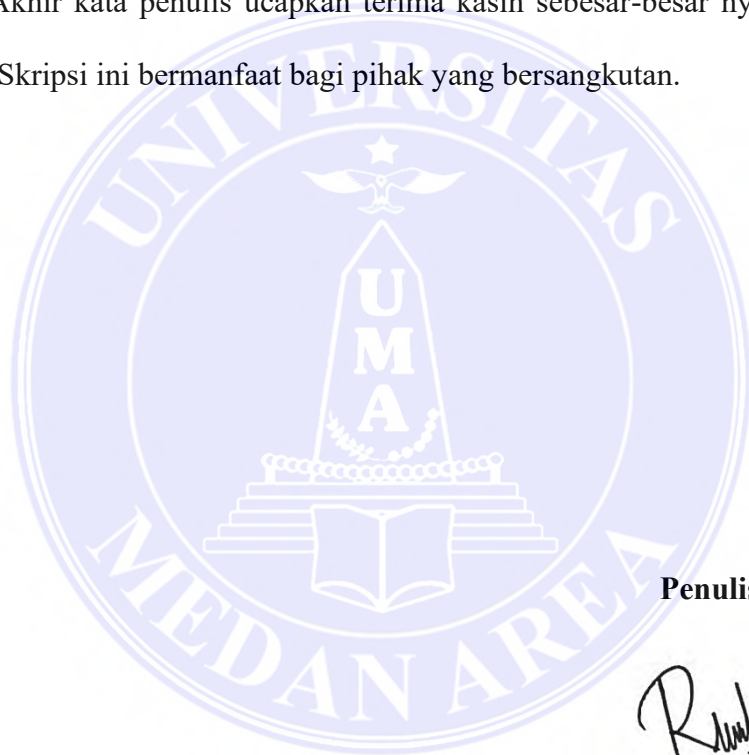 Akhir kata penulis ucapkan terima kasih sebesar-besar ny
Skripsi ini bermanfaat bagi pihak yang bersangkutan.
UNIVERSITAS
U
M
A
MEDAN AREA
Penulis